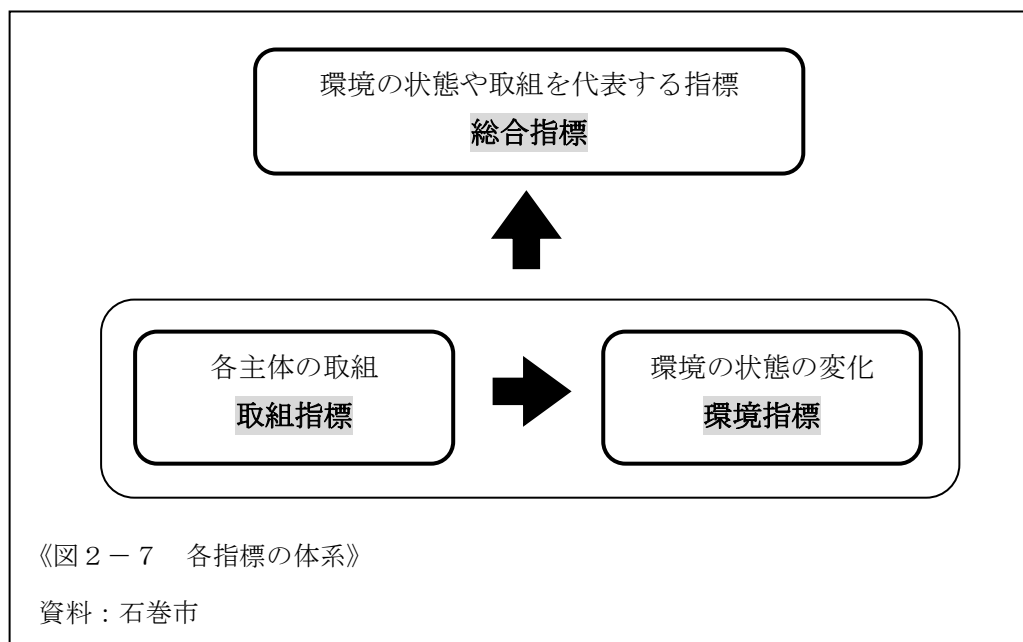 環境の状態や取組を代表する指標
総合指標
各主体の取組
取組指標
環境の状態の変化
環境指標
《図２－７　各指標の体系》
資料：石巻市